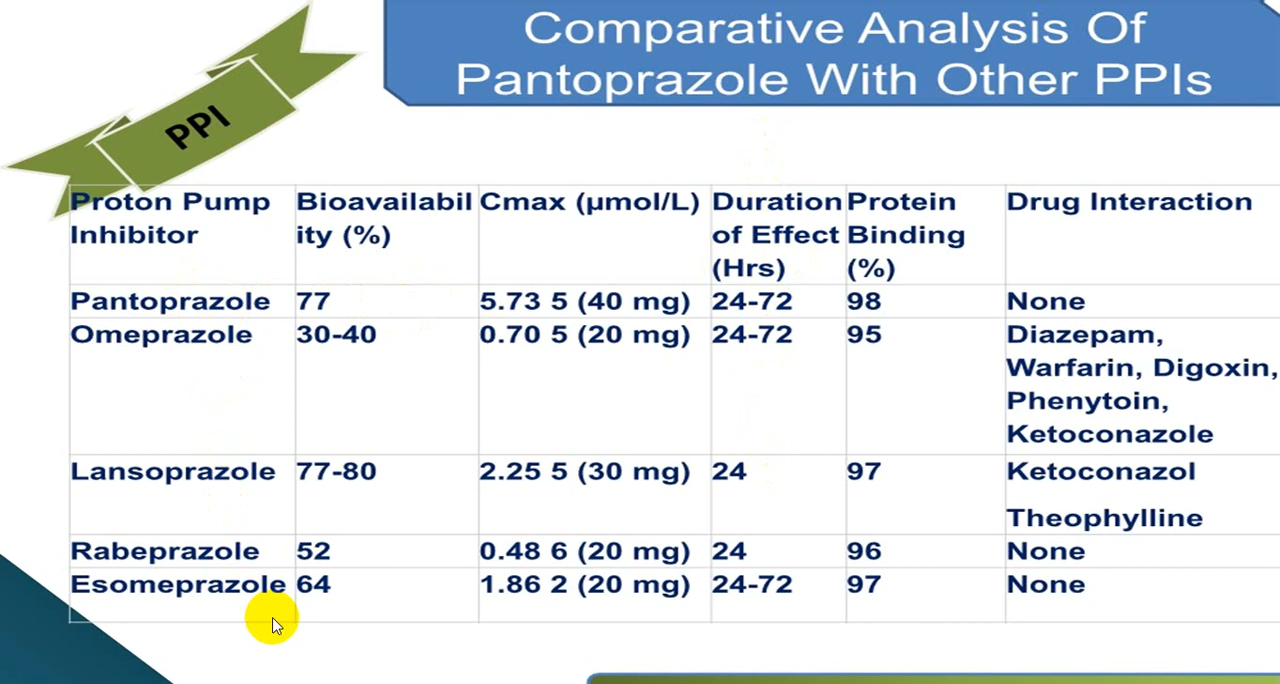 Comparative Analysis Of
Pantoprazole With Other PPIs
PPI
Proton Pump Inhibitor
Bioavailability (%)
Cmax (µmol/L)
Duration of Effect (Hrs)
Protein Binding (%)
Drug Interaction
Pantoprazole 77 5.73 5 (40 mg) 24-72 98 None
Omeprazole 30-40 0.70 5 (20 mg) 24-72 95 Diazepam,
Warfarin, Digoxin,
Phenytoin,
Ketoconazole
Lansoprazole 77-80 2.25 5 (30 mg) 24 97 Ketoconazol
Theophylline
Rabeprazole 52 0.48 6 (20 mg) 24 96 None
Esomeprazole 64 1.86 2 (20 mg) 24-72 97 None